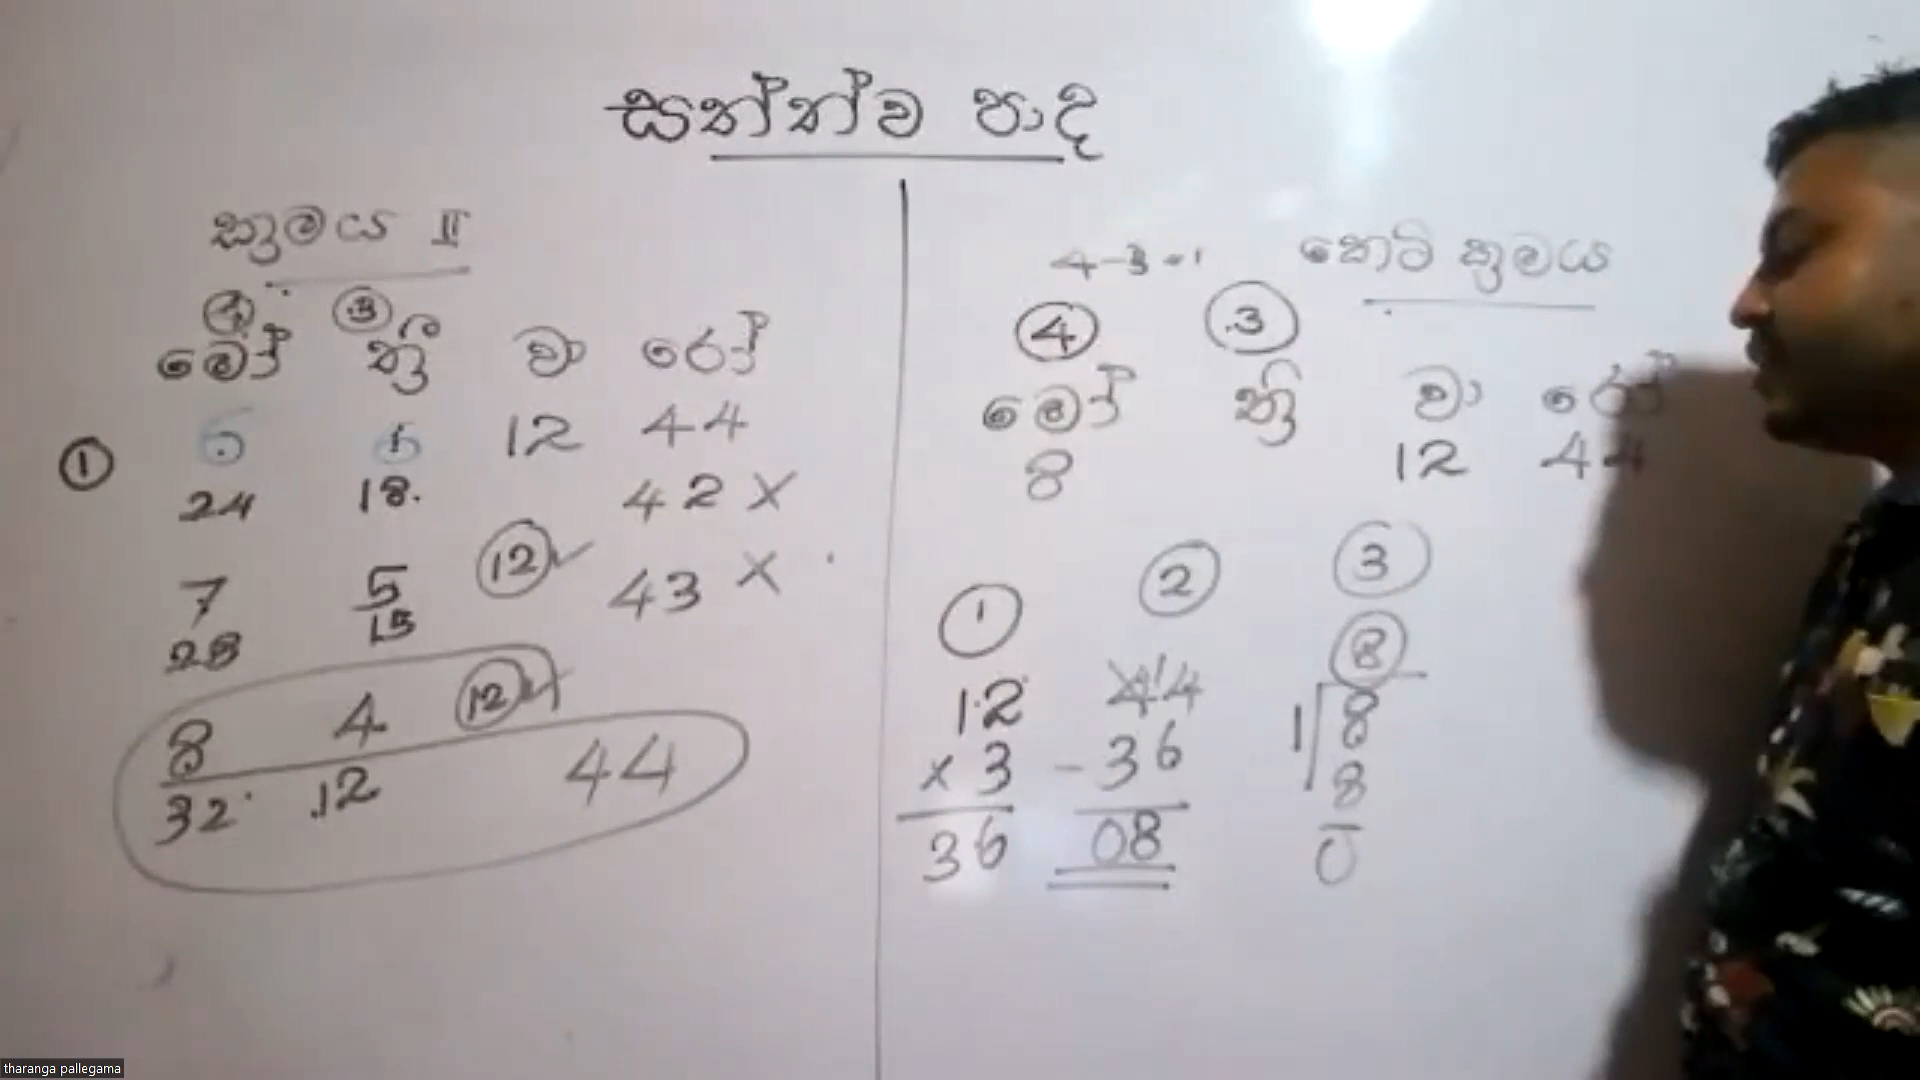 සත්ත්ව පාද
ක්‍රමය II
④ ③
මෝ ත්‍රී වා රෝ
① 6 6 12 44
24 18 42 ×
7 5 ⑫ ✓ 43 ×
28 15
8 4 ⑫ ✓
32 12 44
4-3=1 කෙටි ක්‍රමය
④ ③
මෝ ත්‍රී වා රෝ
8 12 44
① ② ③
⑧
12 44 1 8
× 3 - 36 8
36 08 0
tharanga pallegama